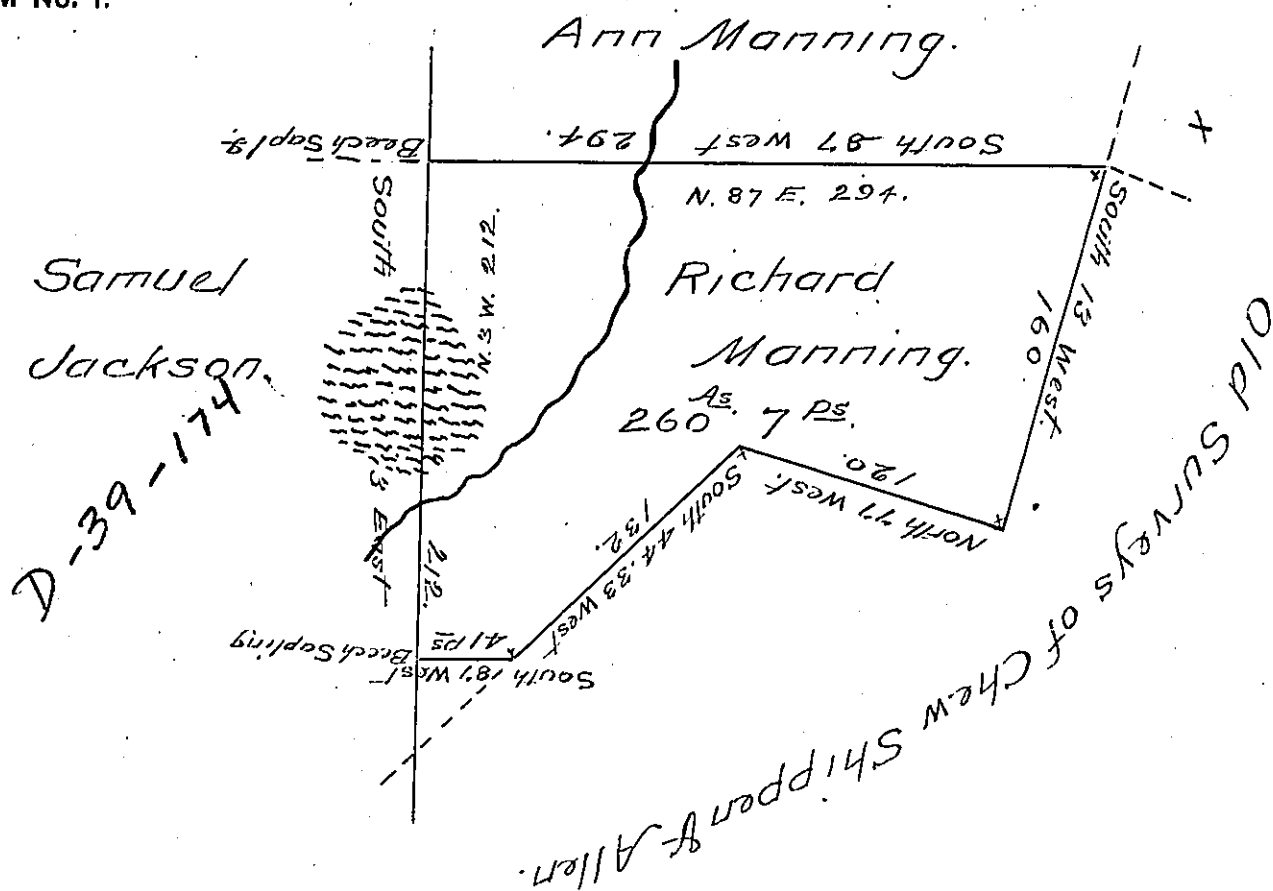 M No. 1.
Ann Manning.
Beech Sapl'g.
South 87 West 294.
N. 87 E. 294.
+
South 3 East 212.
N. 3 W. 212.
Samuel
Jackson.
Richard
Manning.
260 As. 7 Ps.
South 13 West.
160.
D-39-174
North 77 West.
120.
South 44.33 West
132.
Beech Sapling
41 Ps
South 87 West
Old Surveys of Chew Shippen & Allen.